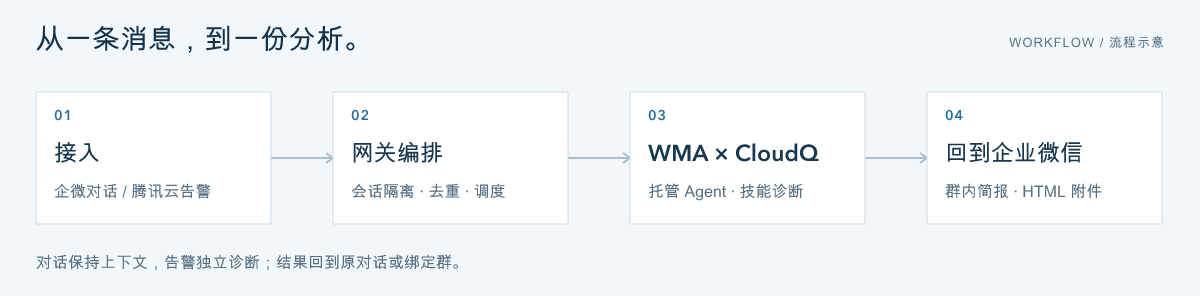 从一条消息，到一份分析。
WORKFLOW / 流程示意
01
接入
企微对话 / 腾讯云告警
02
网关编排
会话隔离 · 去重 · 调度
03
WMA × CloudQ
托管 Agent · 技能诊断
04
回到企业微信
群内简报 · HTML 附件
对话保持上下文，告警独立诊断；结果回到原对话或绑定群。